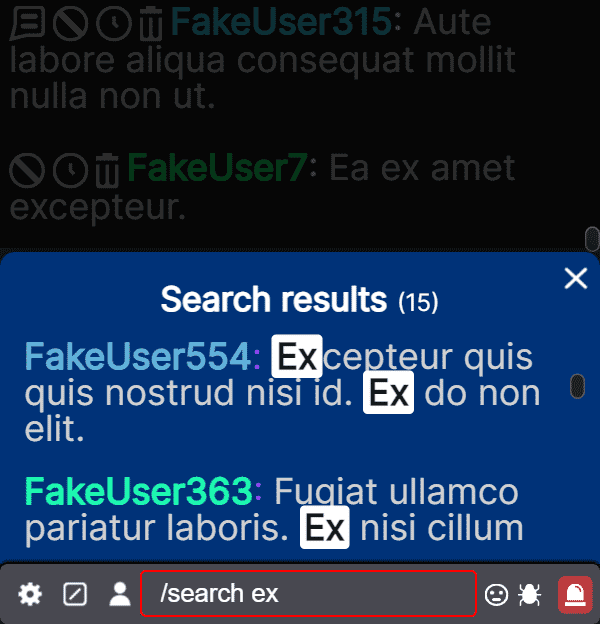 FakeUser315: Aute
labore aliqua consequat mollit
nulla non ut.
FakeUser7: Ea ex amet
excepteur.
Search results (15)
FakeUser554: Excepteur quis
quis nostrud nisi id. Ex do non
elit.
FakeUser363: Fugiat ullamco
pariatur laboris. Ex nisi cillum
/search ex